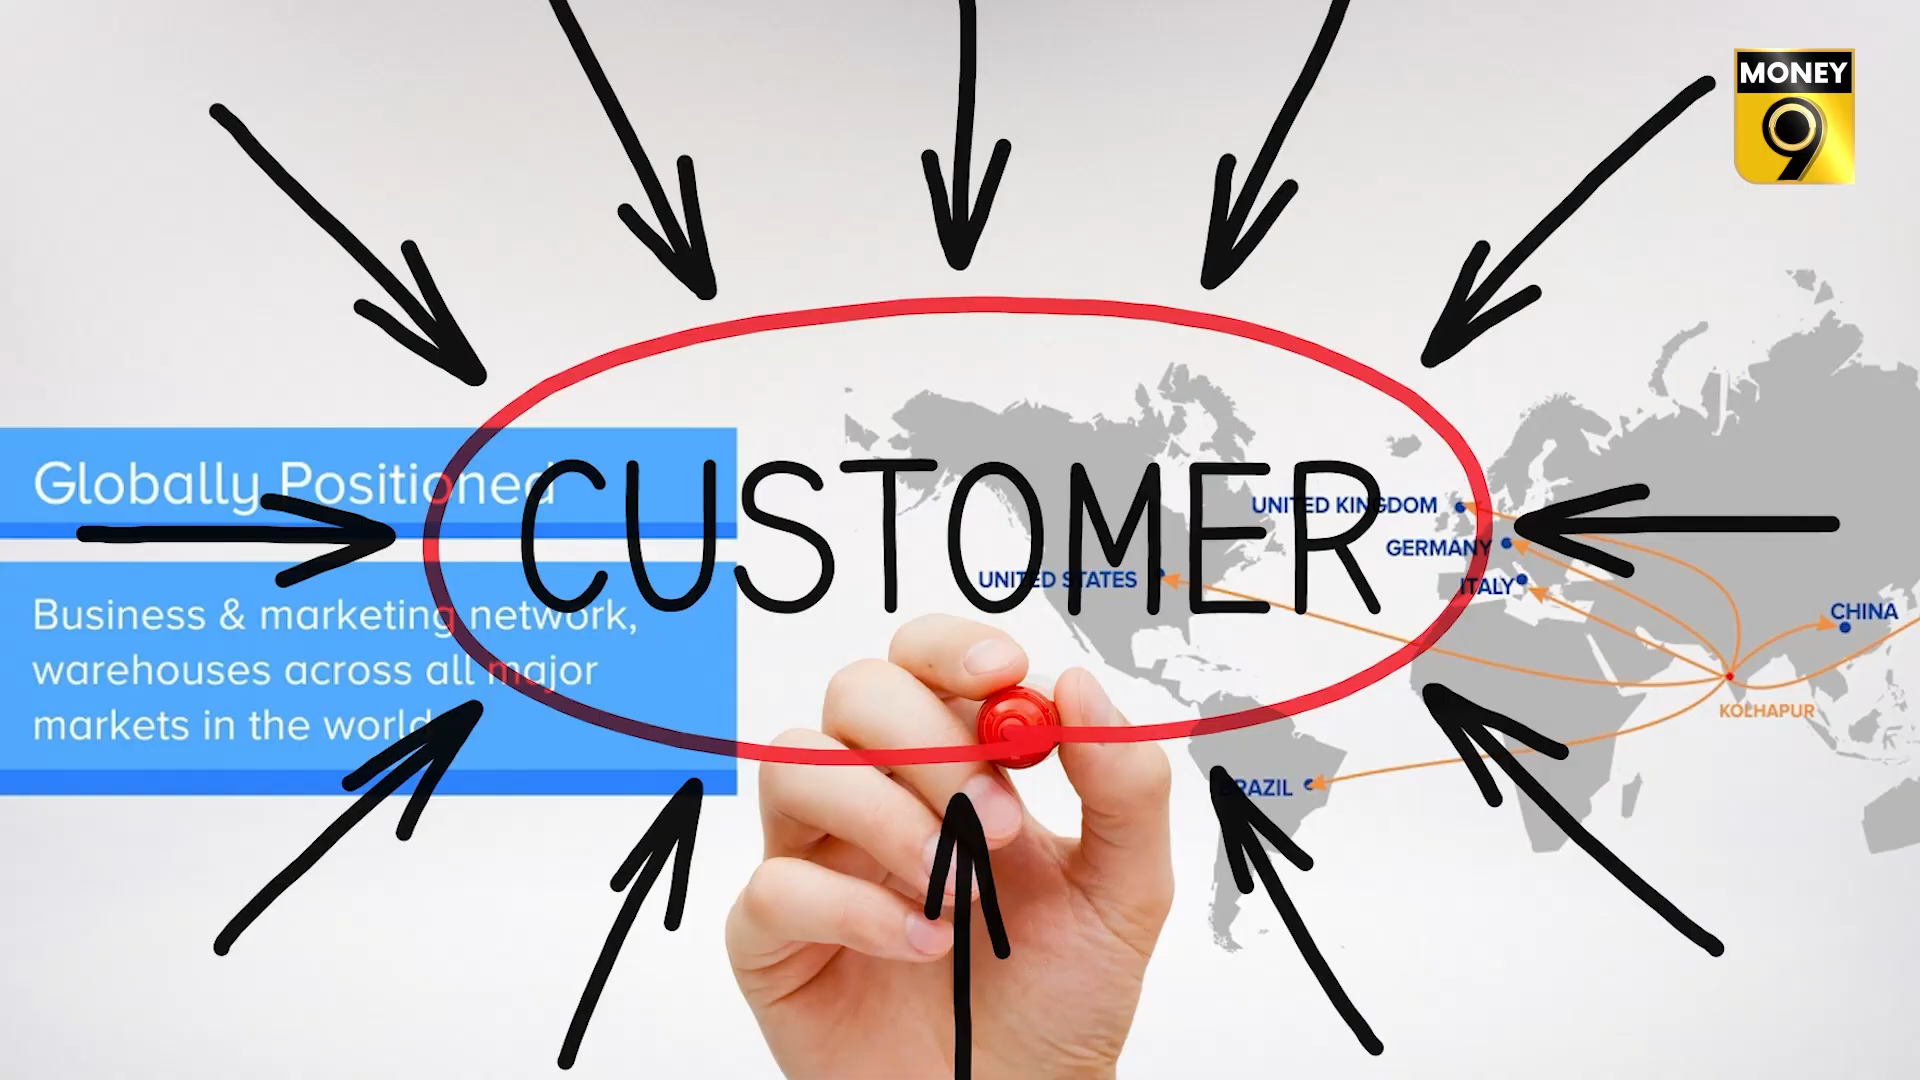 MONEY
9
Globally Positioned
CUSTOMER
UNITED KINGDOM
GERMANY
UNITED STATES
ITALY
CHINA
Business & marketing network,
warehouses across all major
markets in the world
KOLHAPUR
BRAZIL